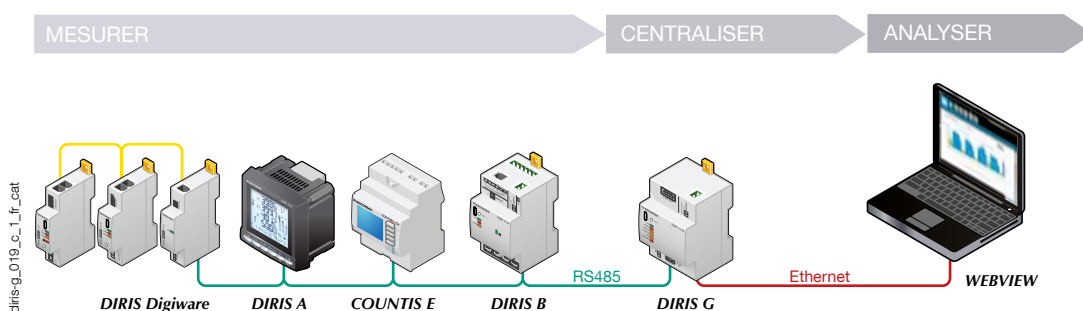 MESURER
CENTRALISER
ANALYSER
diris-g_019_c_1_fr_cat
RS485
Ethernet
WEBVIEW
DIRIS Digiware
DIRIS A
COUNTIS E
DIRIS B
DIRIS G